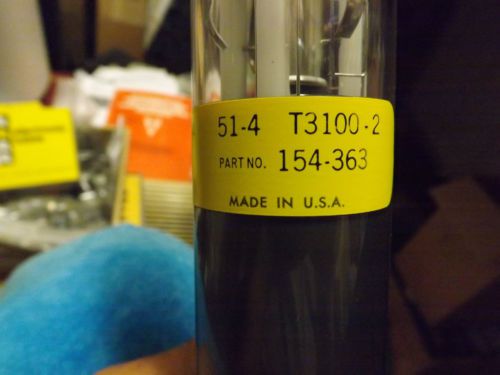 51-4 T3100-2
PART NO. 154-363
MADE IN U.S.A.